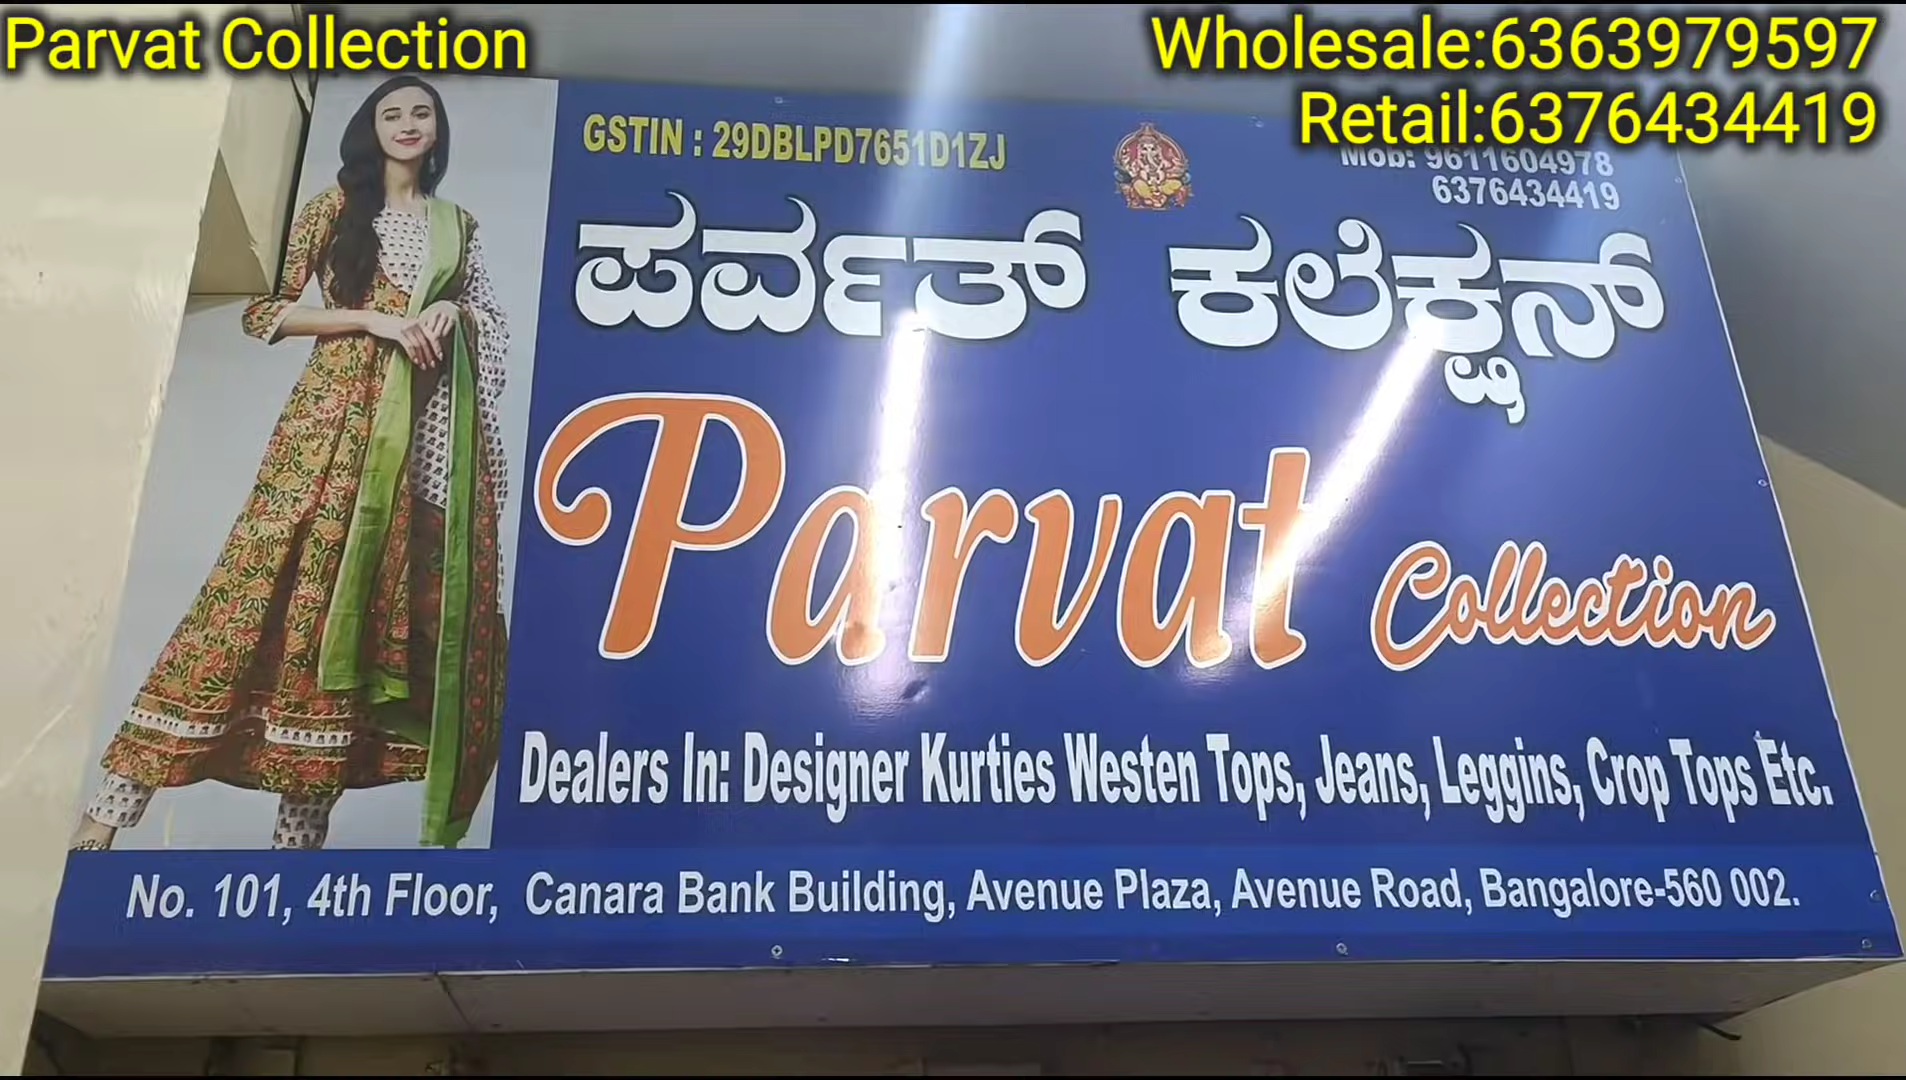 Parvat Collection
Wholesale:6363979597
Retail:6376434419
GSTIN : 29DBLPD7651D1ZJ
Mob: 9611604978
6376434419
ಪರ್ವತ್ ಕಲೆಕ್ಷನ್
Parvat Collection
Dealers In: Designer Kurties Westen Tops, Jeans, Leggins, Crop Tops Etc.
No. 101, 4th Floor, Canara Bank Building, Avenue Plaza, Avenue Road, Bangalore-560 002.